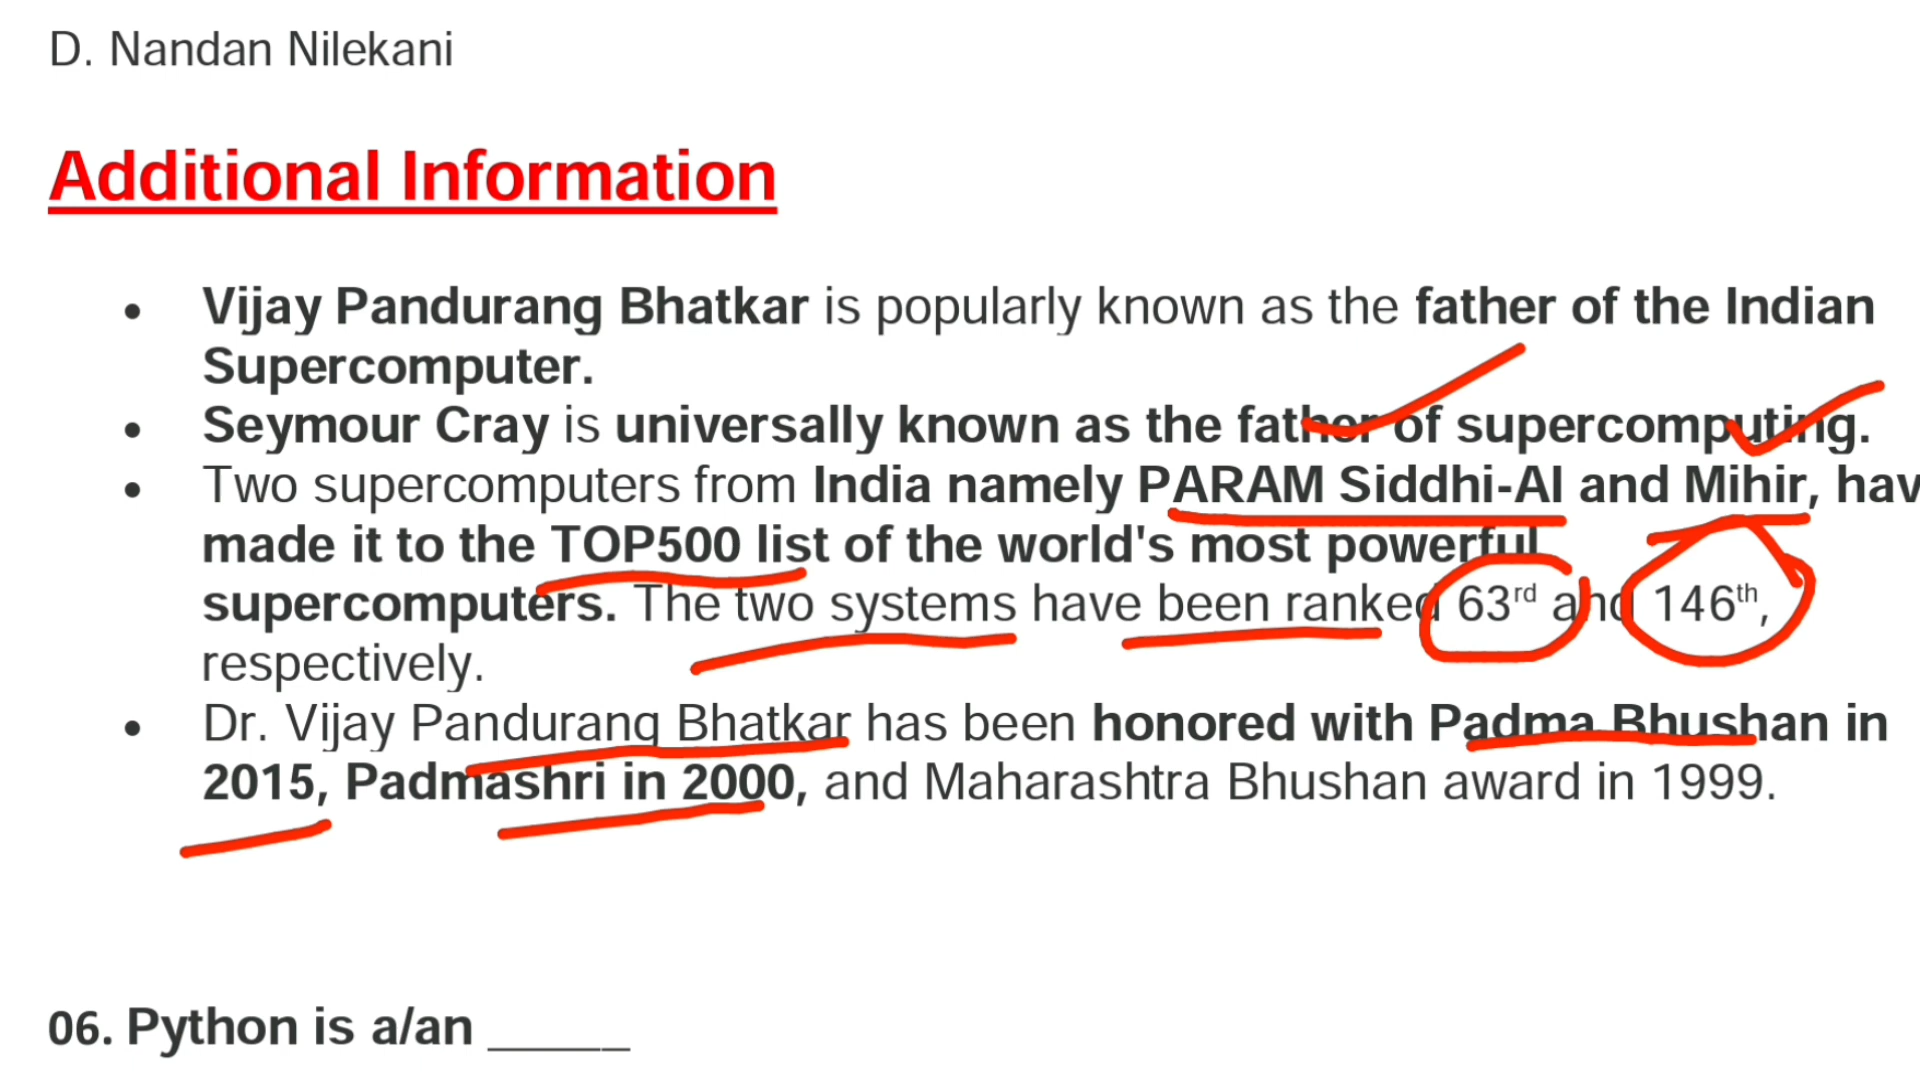 D. Nandan Nilekani
Additional Information
• Vijay Pandurang Bhatkar is popularly known as the father of the Indian
Supercomputer.
• Seymour Cray is universally known as the father of supercomputing.
• Two supercomputers from India namely PARAM Siddhi-AI and Mihir, hav
made it to the TOP500 list of the world's most powerful
supercomputers. The two systems have been ranked 63rd and 146th,
respectively.
• Dr. Vijay Pandurang Bhatkar has been honored with Padma Bhushan in
2015, Padmashri in 2000, and Maharashtra Bhushan award in 1999.
06. Python is a/an _____